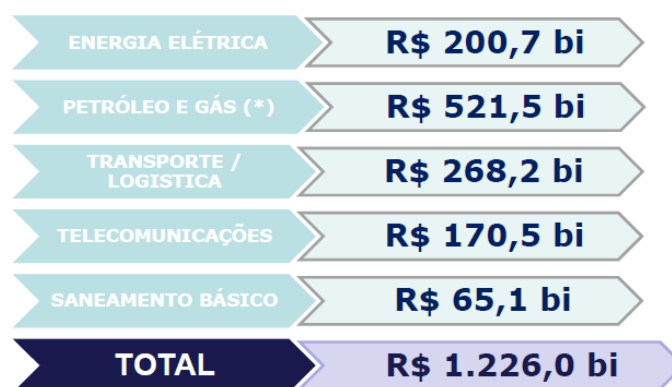 ENERGIA ELÉTRICA R$ 200,7 bi
PETRÓLEO E GÁS (*) R$ 521,5 bi
TRANSPORTE /
LOGISTICA R$ 268,2 bi
TELECOMUNICAÇÕES R$ 170,5 bi
SANEAMENTO BÁSICO R$ 65,1 bi
TOTAL R$ 1.226,0 bi